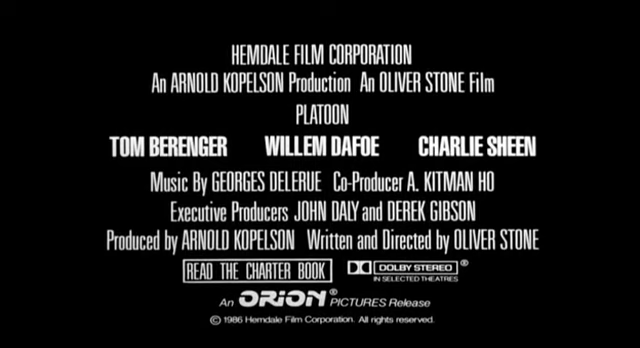 HEMDALE FILM CORPORATION
An ARNOLD KOPELSON Production An OLIVER STONE Film
PLATOON
TOM BERENGER WILLEM DAFOE CHARLIE SHEEN
Music By GEORGES DELERUE Co-Producer A. KITMAN HO
Executive Producers JOHN DALY and DEREK GIBSON
Produced by ARNOLD KOPELSON Written and Directed by OLIVER STONE
READ THE CHARTER BOOK DOLBY STEREO ®
IN SELECTED THEATRES
An ORION® PICTURES Release
© 1986 Hemdale Film Corporation. All rights reserved.